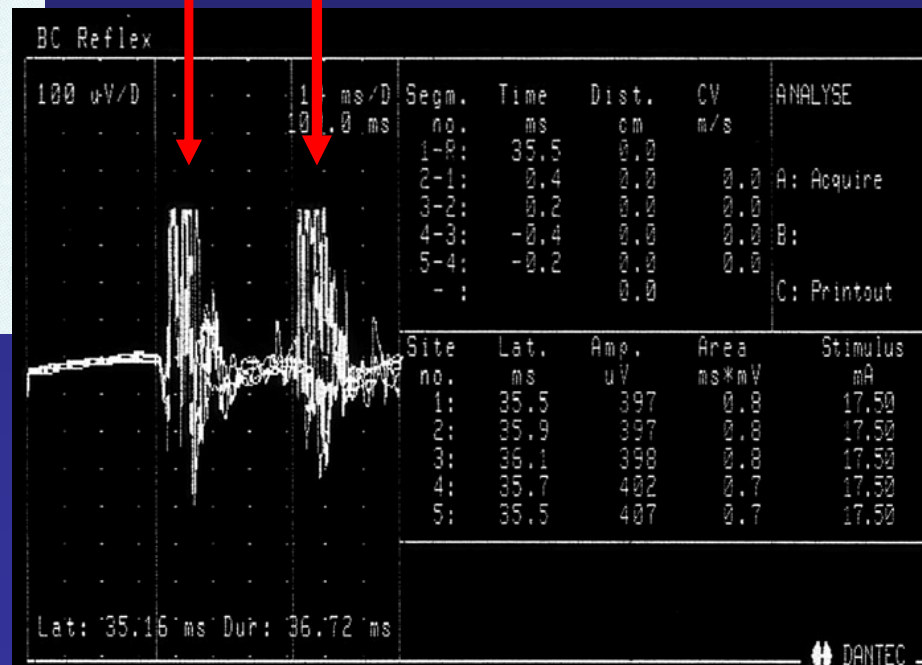 BC Reflex
100 uV/D ms/D
ms
Segm. Time Dist. CV
no. ms cm m/s
1-R: 35.5 0.0
2-1: 0.4 0.0 0.0
3-2: 0.2 0.0 0.0
4-3: -0.4 0.0 0.0
5-4: -0.2 0.0 0.0
- : 0.0
ANALYSE
A: Acquire
B:
C: Printout
Site Lat. Amp. Area Stimulus
no. ms uV ms*mV mA
1: 35.5 397 0.8 17.50
2: 35.9 397 0.8 17.50
3: 36.1 398 0.8 17.50
4: 35.7 402 0.7 17.50
5: 35.5 407 0.7 17.50
Lat: 35.16 ms Dur: 36.72 ms
DANTEC